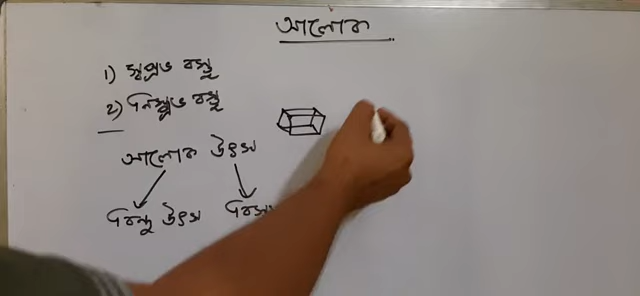 আলোক
1) স্বপ্রভ বস্তু
2) নিষ্প্রভ বস্তু
আলোক উৎস
বিন্দু উৎস